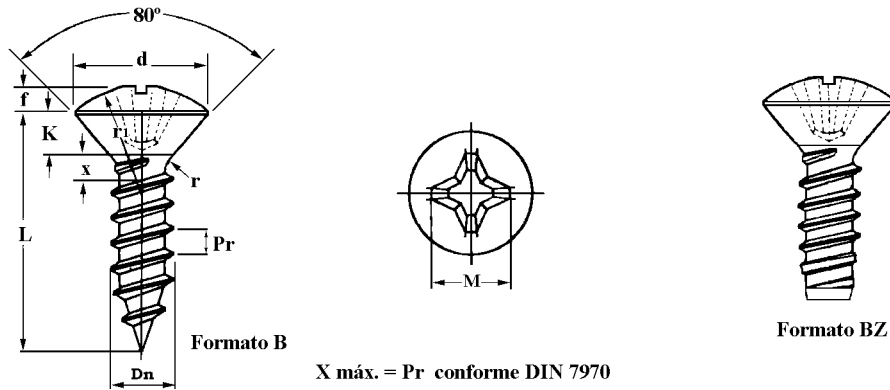 80º
d
f
K
r1
x
r
L
Pr
M
Formato B
Formato BZ
Dn
X máx. = Pr conforme DIN 7970